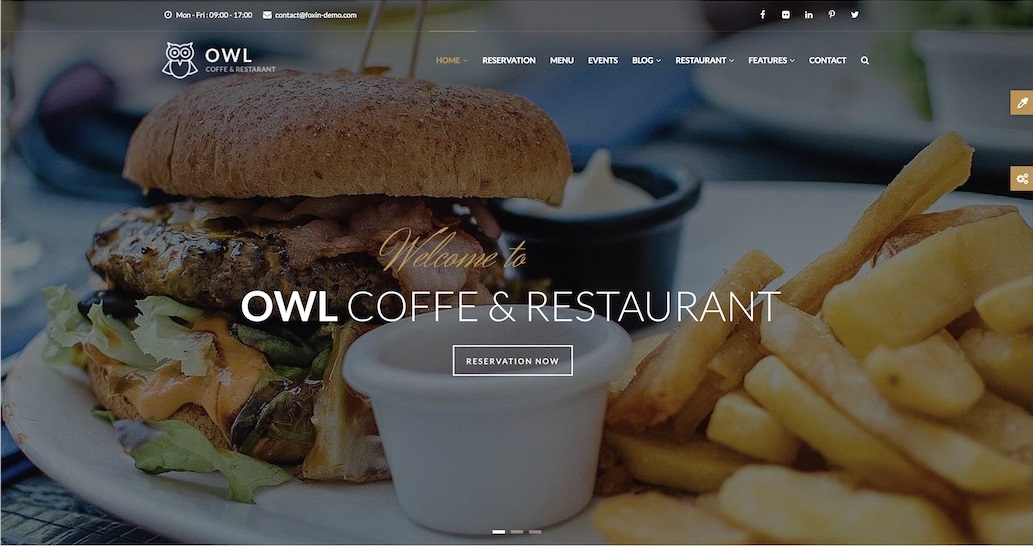 Mon - Fri : 09:00 - 17:00 contact@foxin-demo.com
OWL
COFFE & RESTARANT
HOME RESERVATION MENU EVENTS BLOG RESTAURANT FEATURES CONTACT
Welcome to
OWL COFFE & RESTAURANT
RESERVATION NOW